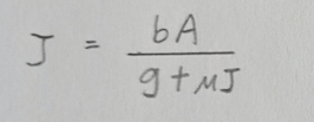 J = bA / g + μJ